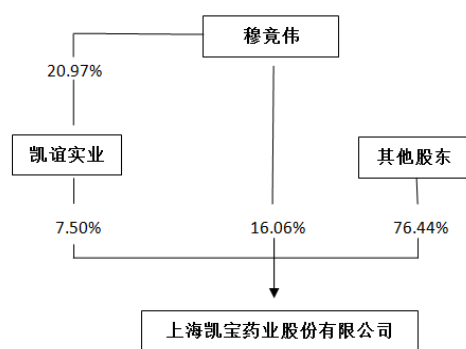 穆竟伟
20.97%
凯谊实业
其他股东
7.50%
16.06%
76.44%
上海凯宝药业股份有限公司